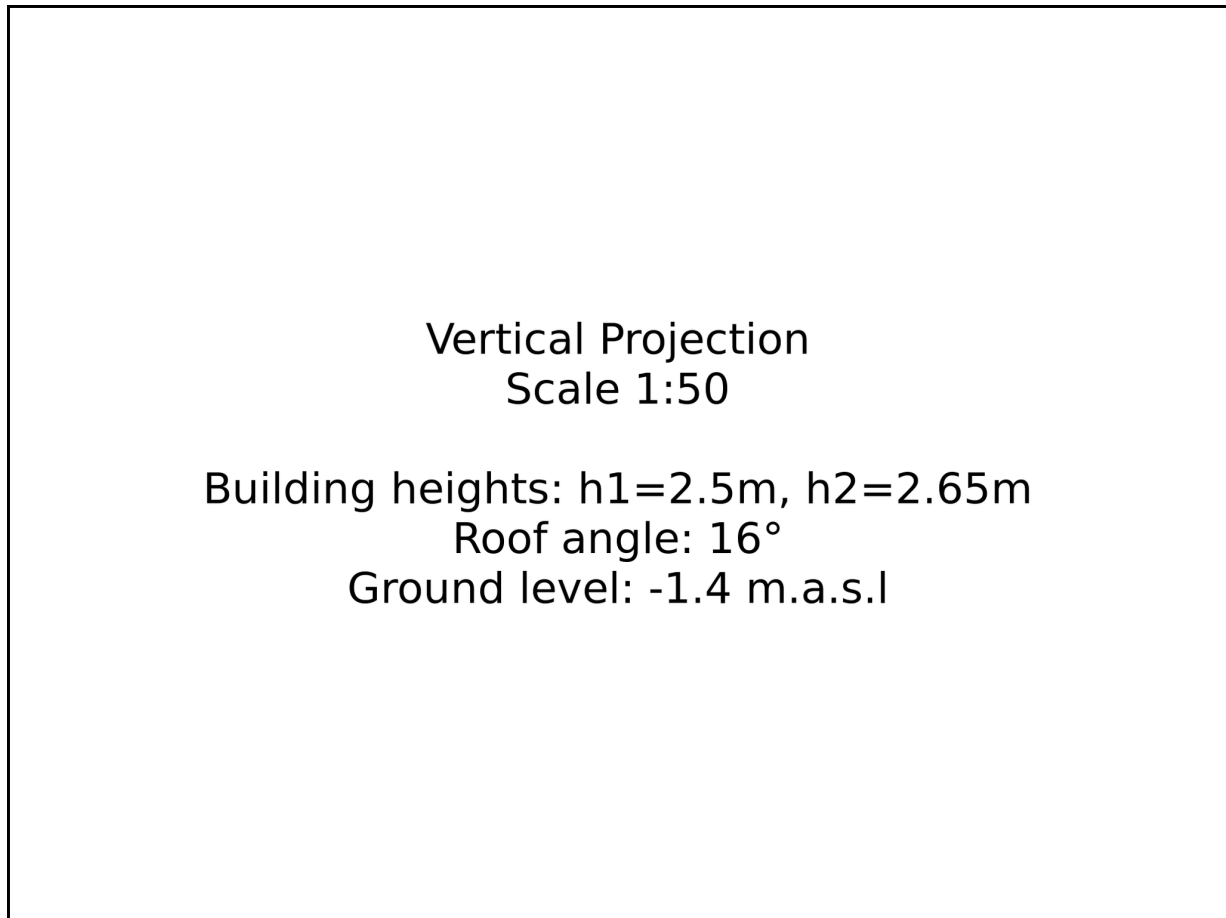 Vertical Projection
Scale 1:50
Building heights: h1=2.5m, h2=2.65m
Roof angle: 16°
Ground level: -1.4 m.a.s.l